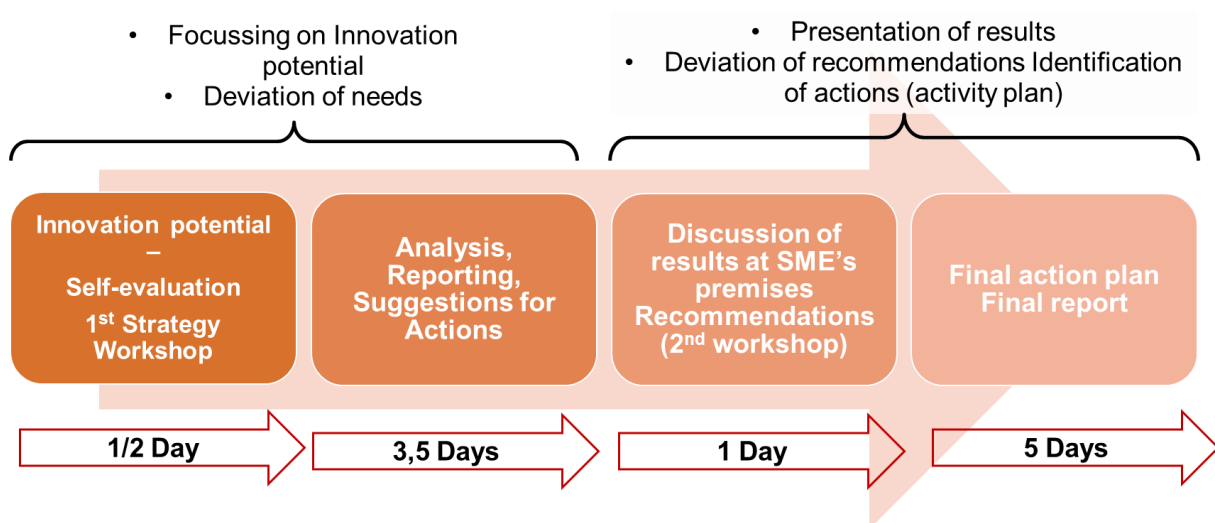 • Focussing on Innovation
potential
• Deviation of needs
• Presentation of results
• Deviation of recommendations Identification
of actions (activity plan)
Innovation potential
–
Self-evaluation
1st Strategy
Workshop
Analysis,
Reporting,
Suggestions for
Actions
Discussion of
results at SME’s
premises
Recommendations
(2nd workshop)
Final action plan
Final report
1/2 Day
3,5 Days
1 Day
5 Days